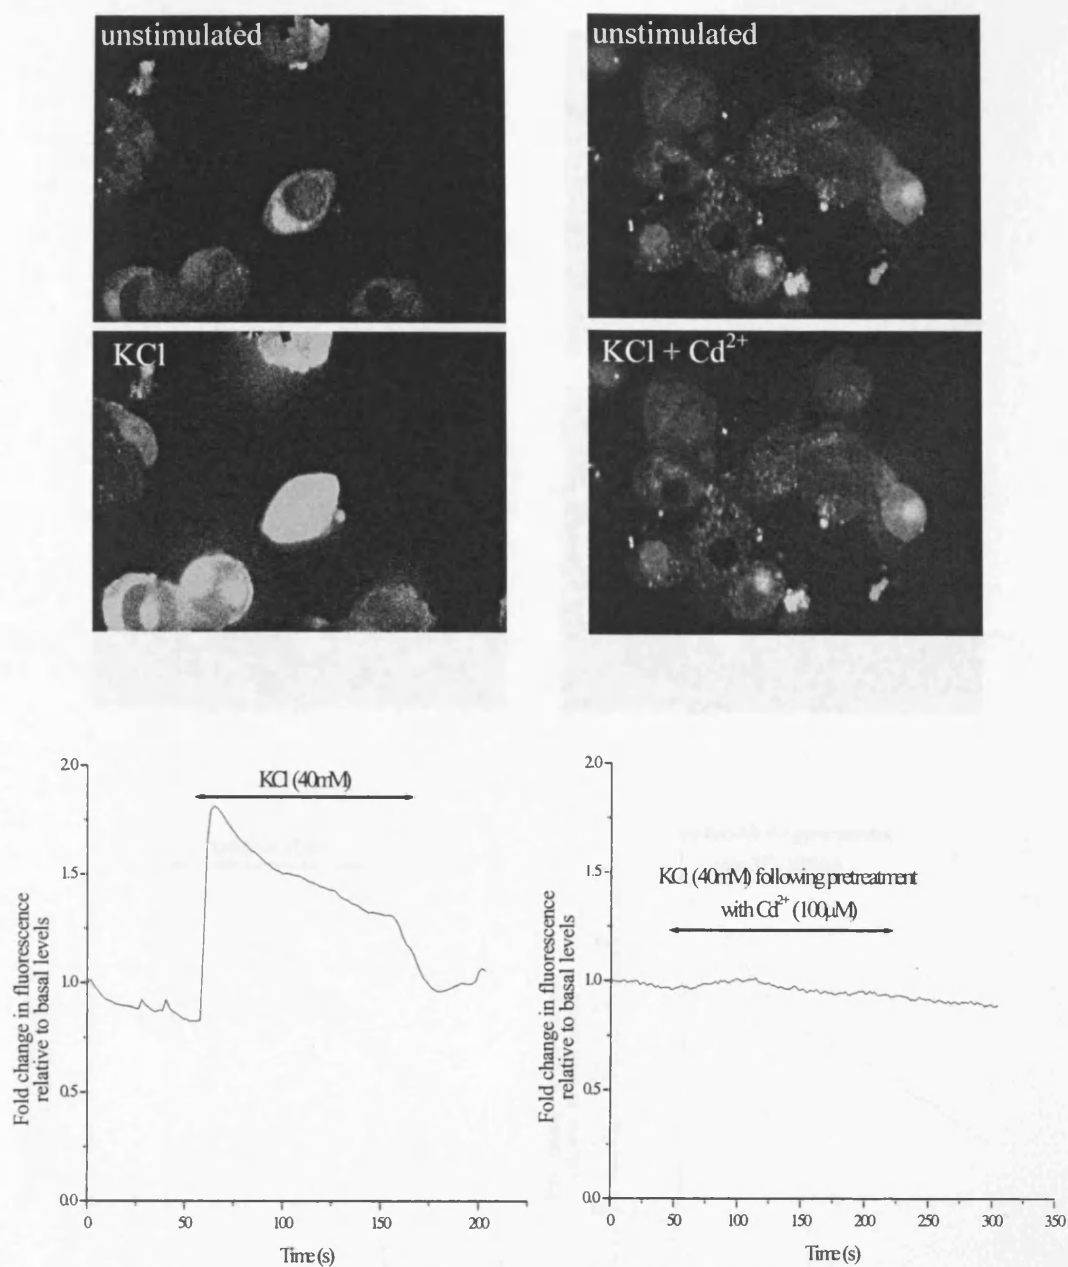 unstimulated
unstimulated
KCl
KCl + Cd²⁺
KCl (40mM)
Fold change in fluorescence
relative to basal levels
2.0
1.5
1.0
0.5
0.0
0
50
100
150
200
Time (s)
KCl (40mM) following pretreatment
with Cd²⁺ (100µM)
Fold change in fluorescence
relative to basal levels
2.0
1.5
1.0
0.5
0.0
0
50
100
150
200
250
300
350
Time (s)